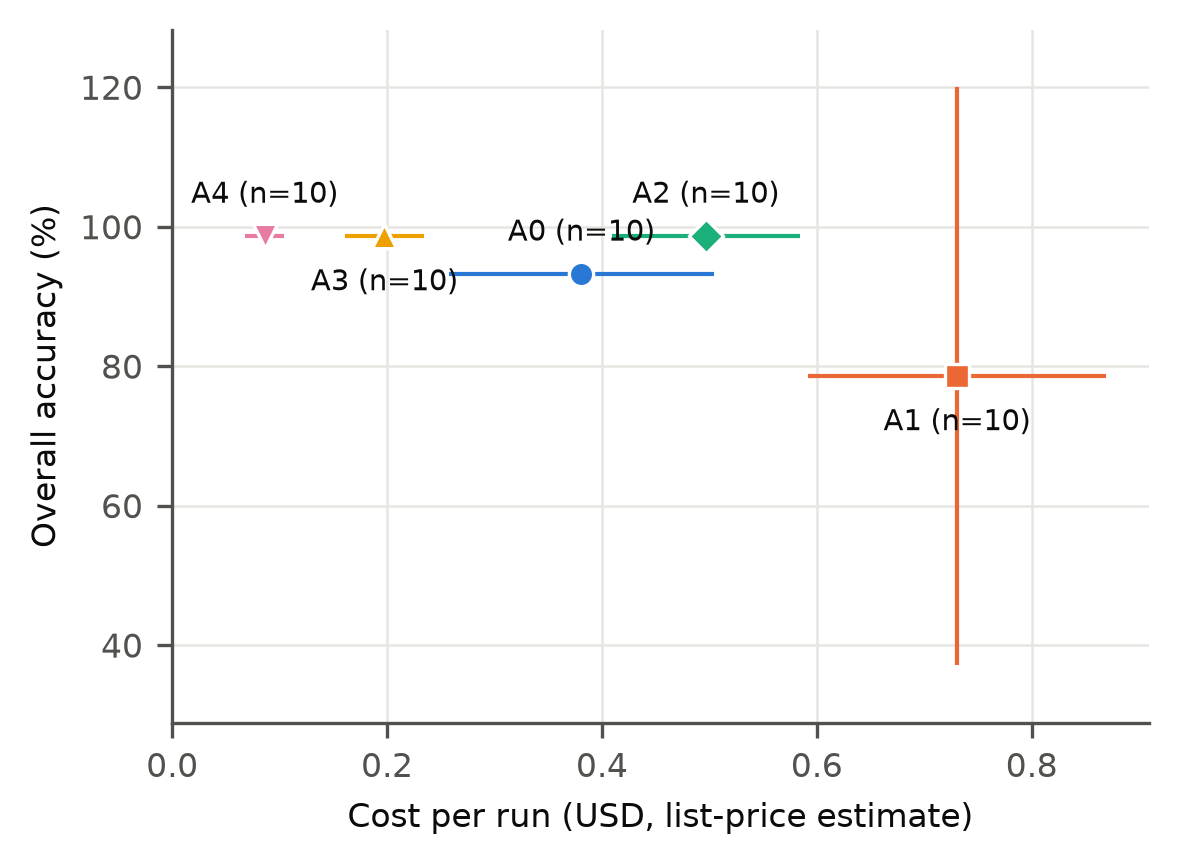 120
A4 (n=10)
A2 (n=10)
100
A0 (n=10)
A3 (n=10)
80
A1 (n=10)
60
40
Overall accuracy (%)
0.0
0.2
0.4
0.6
0.8
Cost per run (USD, list-price estimate)